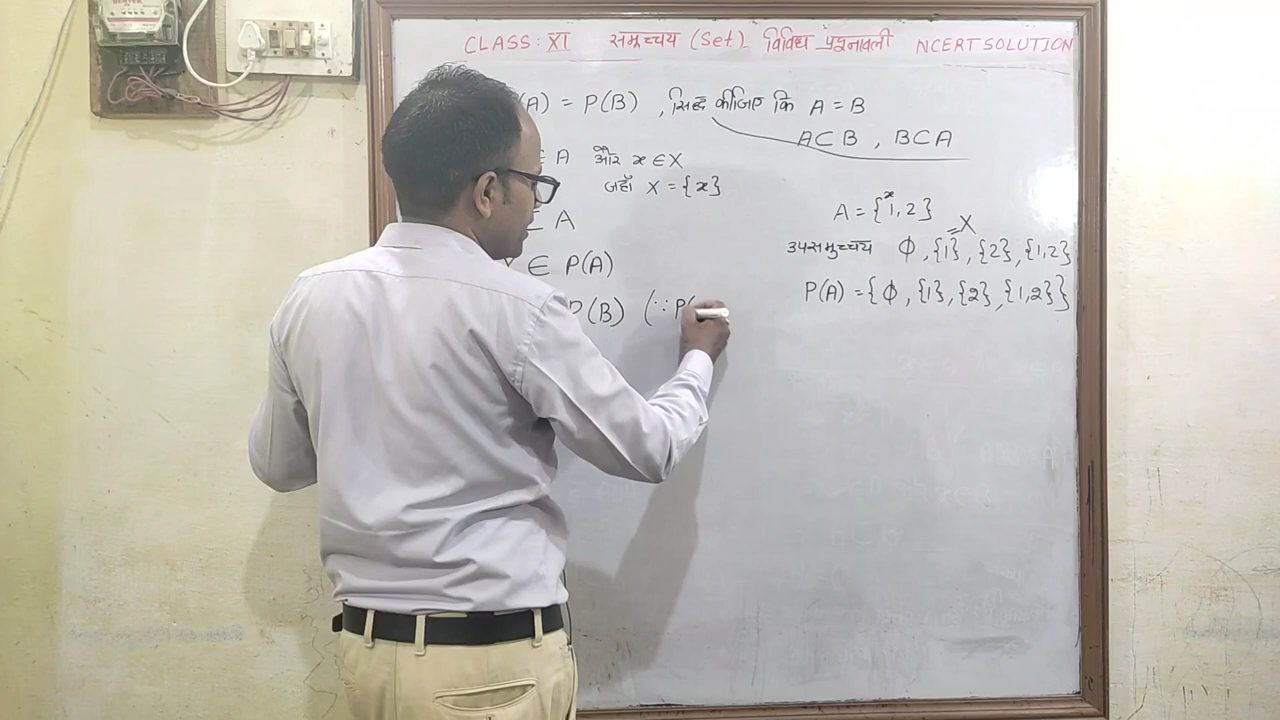 CLASS: XI समुच्चय (Set) विविध प्रश्नावली NCERT SOLUTION
(A) = P(B) , सिद्ध कीजिए कि A = B
A⊂B , B⊂A
∈ A और x ∈ X
जहाँ X = {x}
A
∈ P(A)
P(B) (∵ P(
x
A = {1,2}
= X
उपसमुच्चय ϕ , {1} , {2} , {1,2}
P(A) = {ϕ , {1}, {2}, {1,2}}